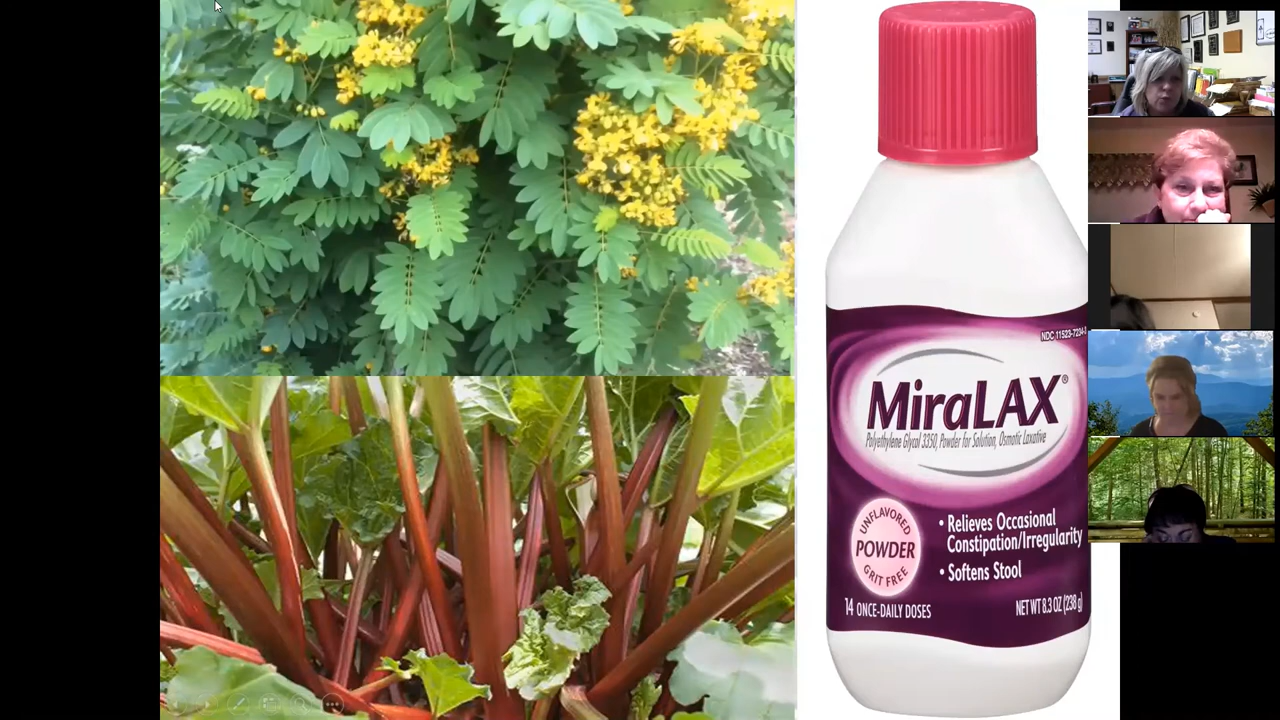 NDC 11523-7234-3
MiraLAX®
Polyethylene Glycol 3350, Powder for Solution, Osmotic Laxative
UNFLAVORED
POWDER
GRIT FREE
• Relieves Occasional
Constipation/Irregularity
• Softens Stool
14 ONCE-DAILY DOSES
NET WT 8.3 OZ (238 g)